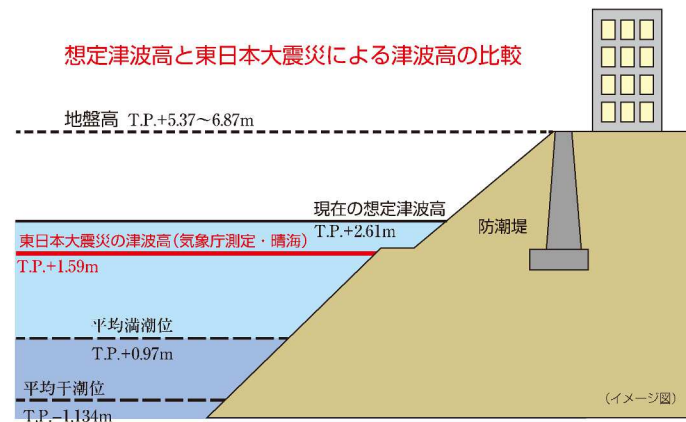 想定津波高と東日本大震災による津波高の比較
地盤高 T.P.+5.37～6.87m
現在の想定津波高
T.P.+2.61m
防潮堤
東日本大震災の津波高(気象庁測定・晴海)
T.P.+1.59m
平均満潮位
T.P.+0.97m
平均干潮位
T.P.−1.134m
(イメージ図)